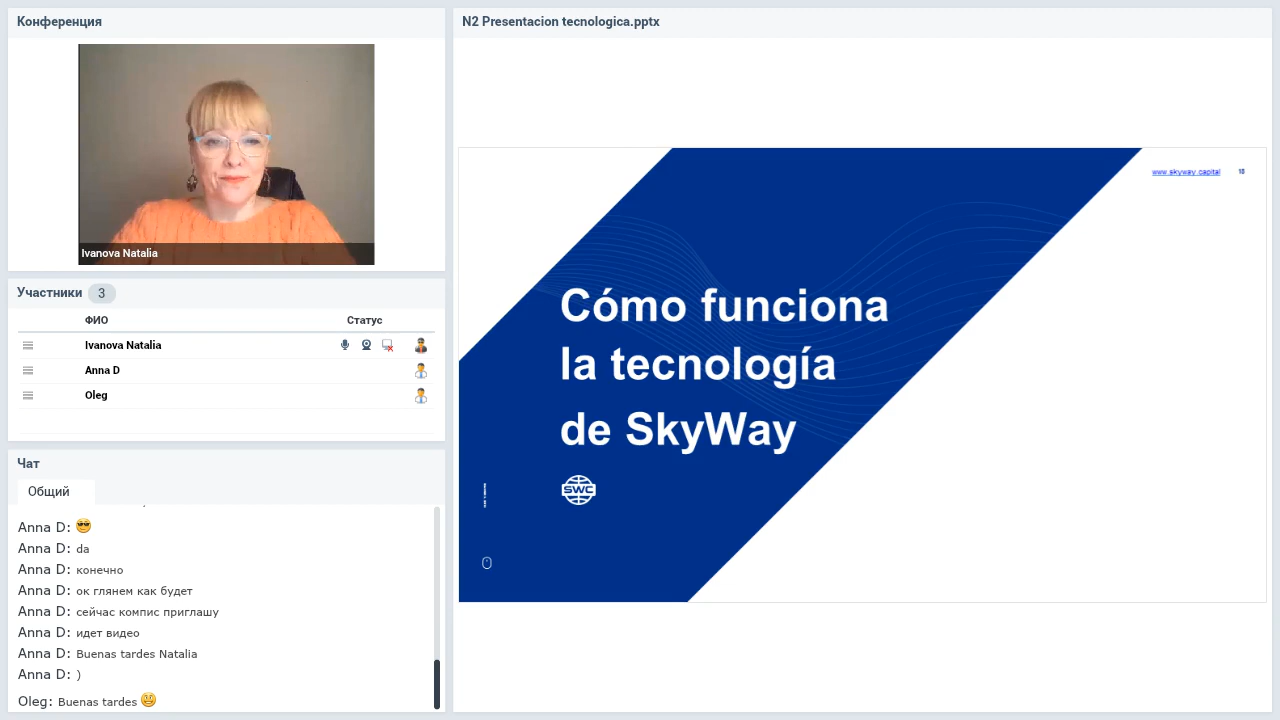 Конференция
Ivanova Natalia
Участники 3
ФИО Статус
Ivanova Natalia
Anna D
Oleg
Чат
Общий
Anna D:
Anna D: da
Anna D: конечно
Anna D: ок глянем как будет
Anna D: сейчас компис приглашу
Anna D: идет видео
Anna D: Buenas tardes Natalia
Anna D: )
Oleg: Buenas tardes
N2 Presentacion tecnologica.pptx
www.skyway.capital
Cómo funciona
la tecnología
de SkyWay
SWC